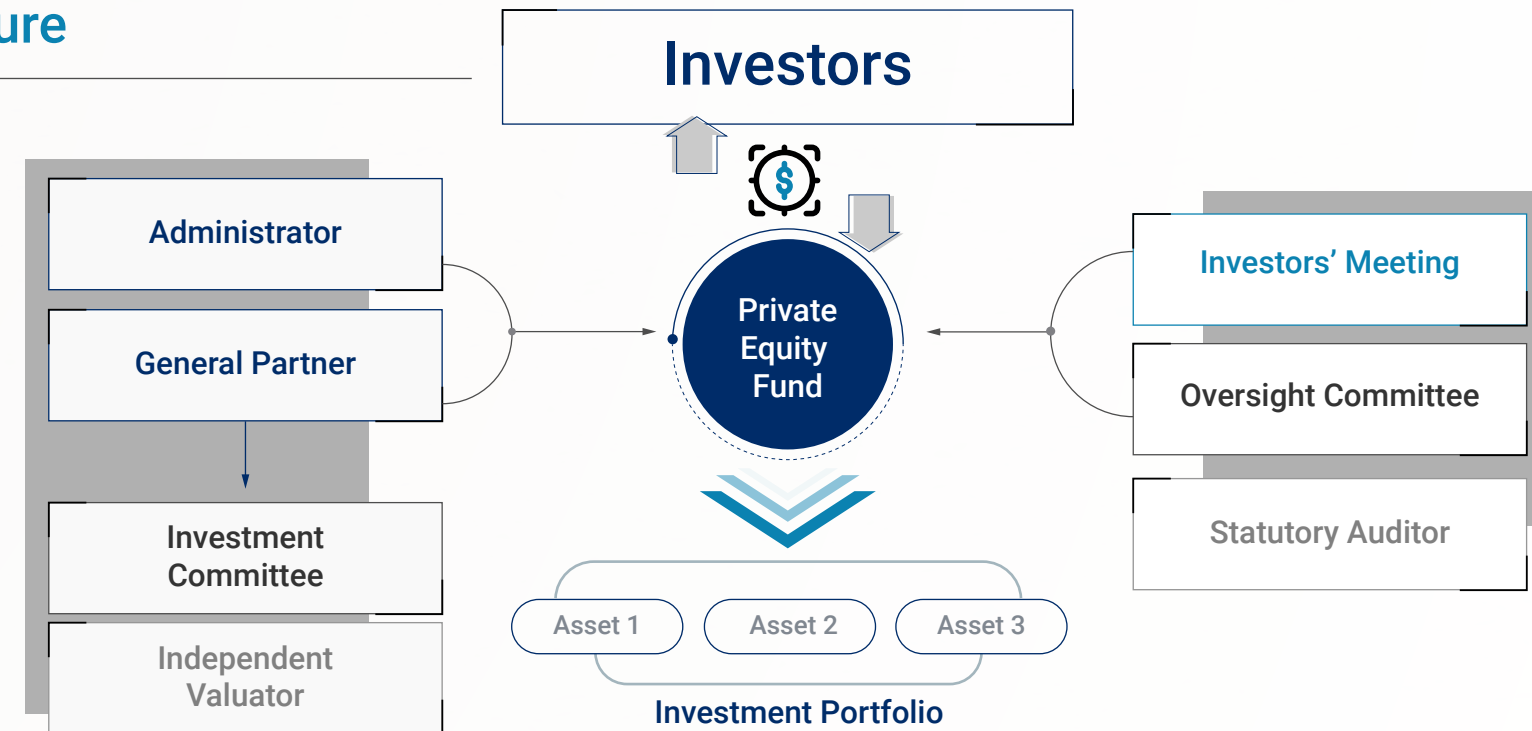 ure
Investors
$
Administrator
General Partner
Investment
Committee
Independent
Valuator
Private
Equity
Fund
Investors’ Meeting
Oversight Committee
Statutory Auditor
Asset 1
Asset 2
Asset 3
Investment Portfolio